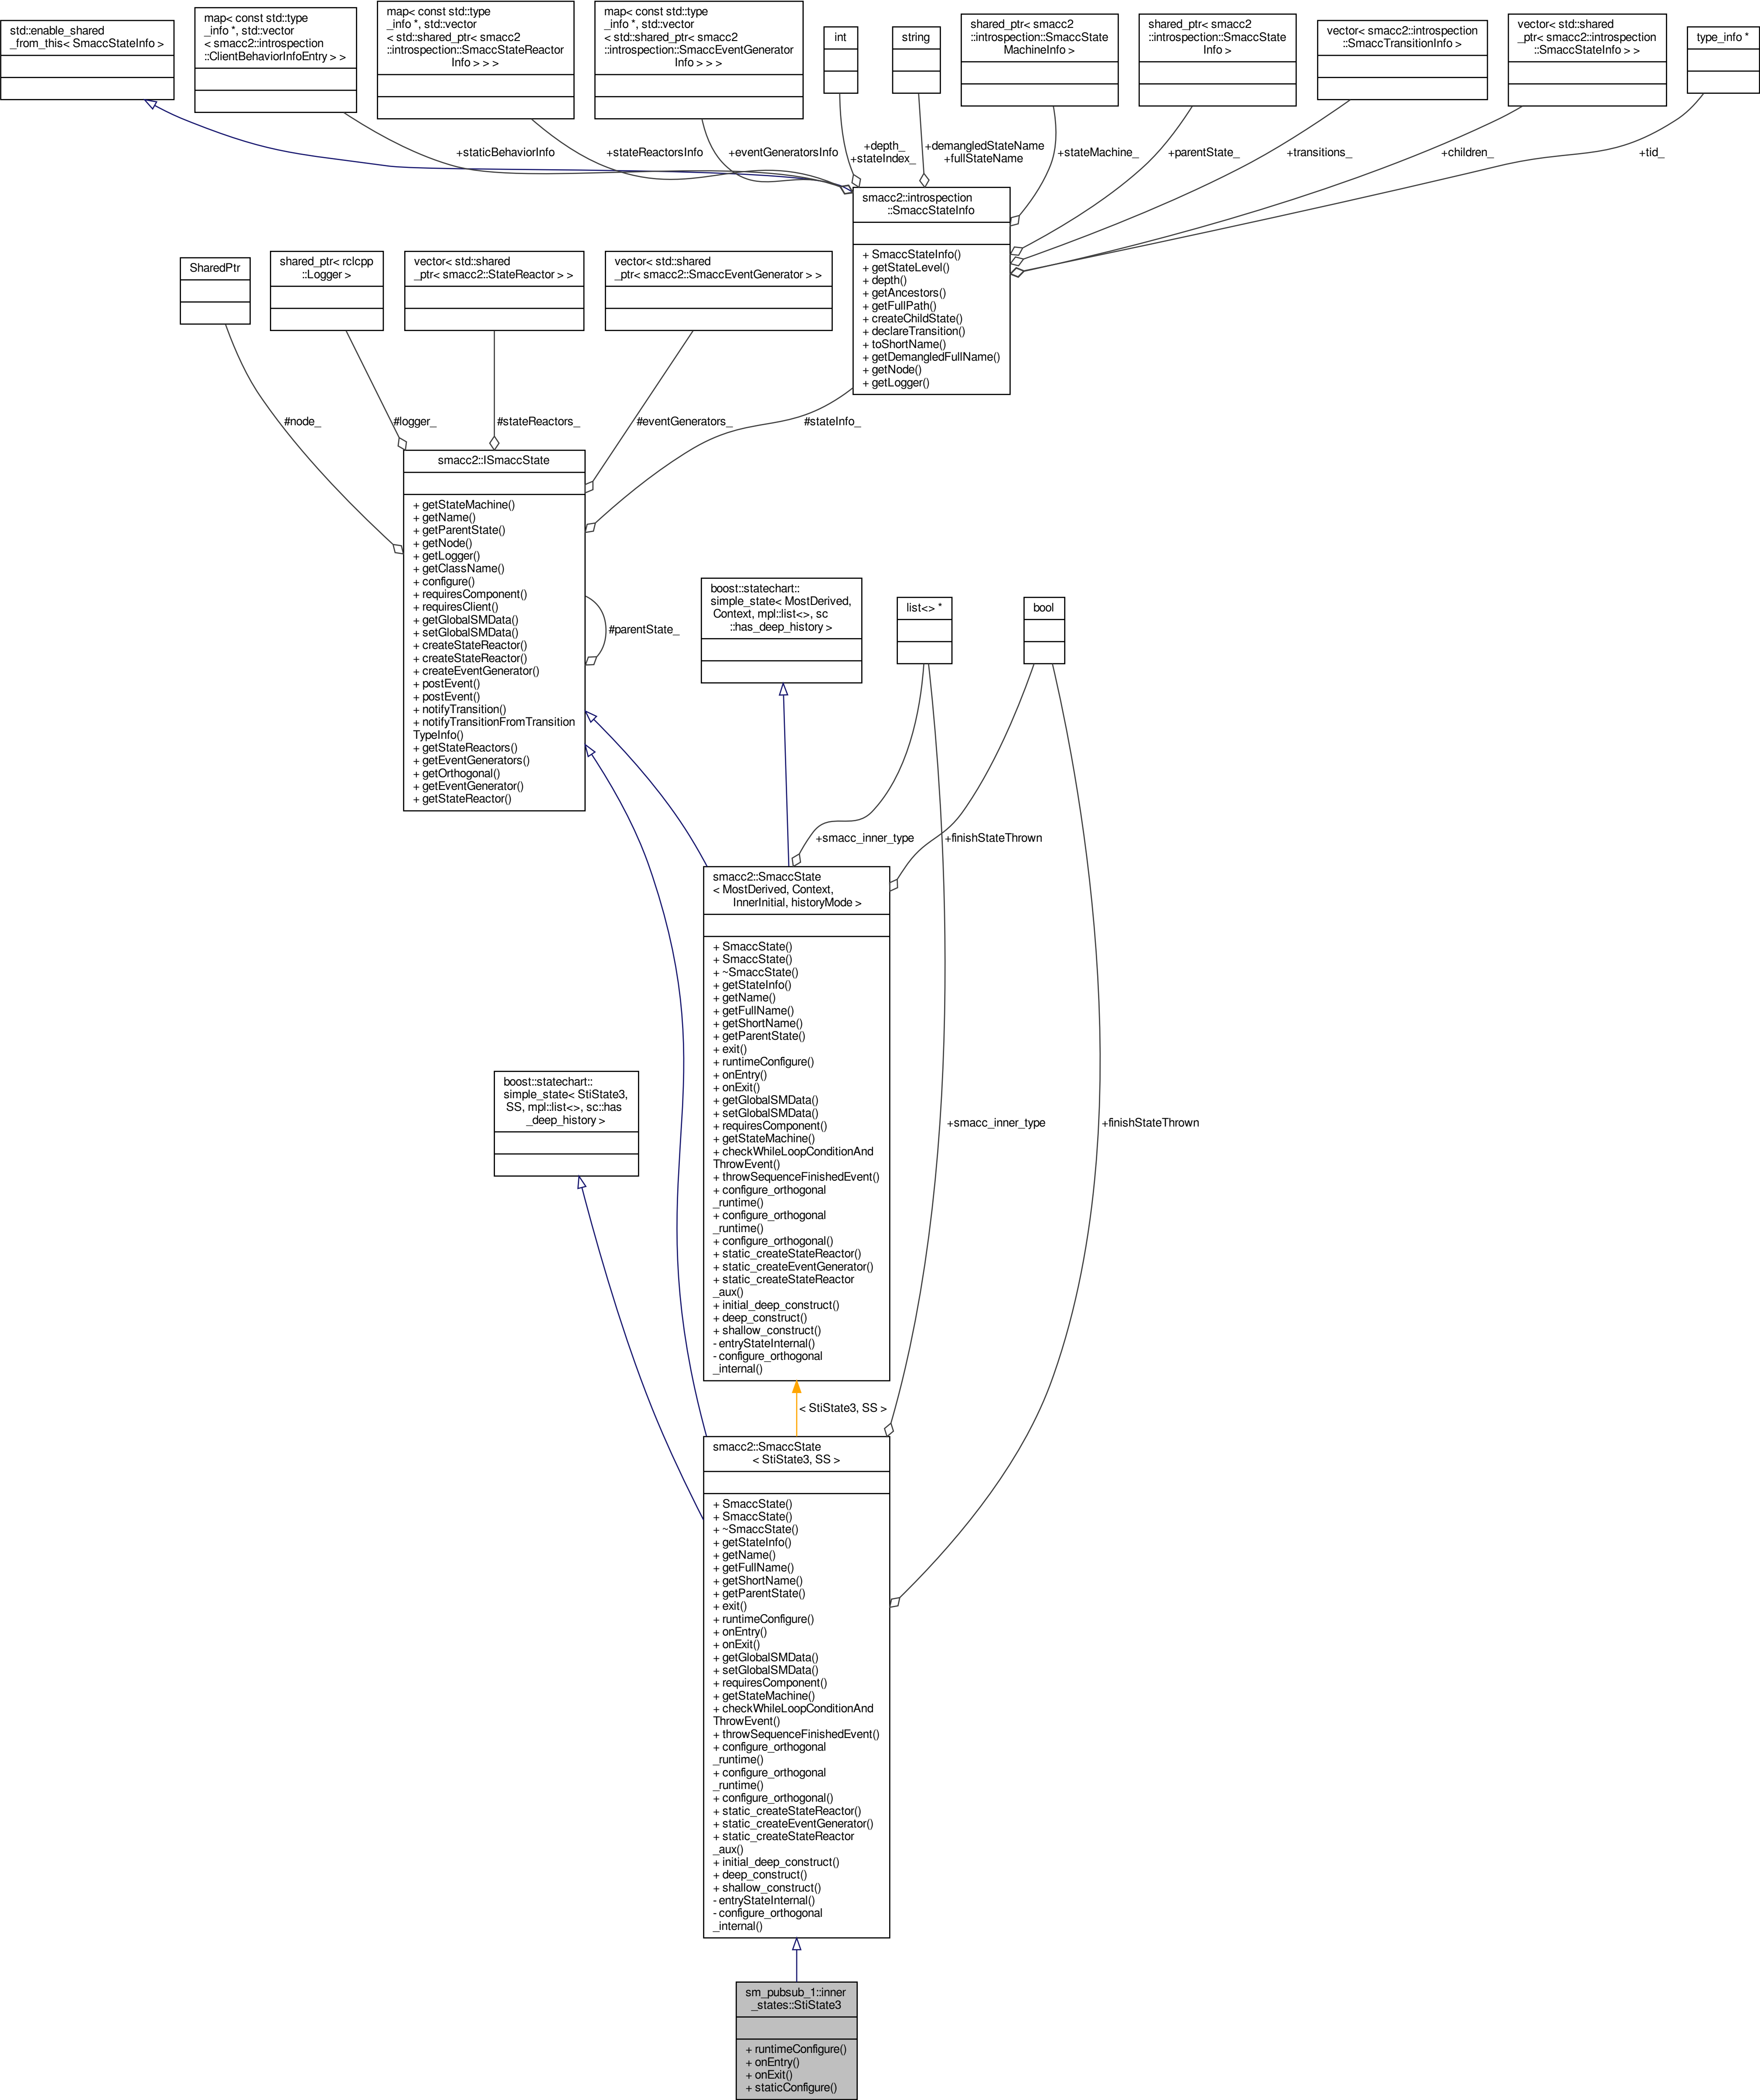 std::enable_shared
_from_this< SmaccStateInfo >
map< const std::type
_info *, std::vector
< smacc2::introspection
::ClientBehaviorInfoEntry > >
map< const std::type
_info *, std::vector
< std::shared_ptr< smacc2
::introspection::SmaccStateReactor
Info > > >
map< const std::type
_info *, std::vector
< std::shared_ptr< smacc2
::introspection::SmaccEventGenerator
Info > > >
int
string
shared_ptr< smacc2
::introspection::SmaccState
MachineInfo >
shared_ptr< smacc2
::introspection::SmaccState
Info >
vector< smacc2::introspection
::SmaccTransitionInfo >
vector< std::shared
_ptr< smacc2::introspection
::SmaccStateInfo > >
type_info *
+staticBehaviorInfo
+stateReactorsInfo
+eventGeneratorsInfo
+depth_
+stateIndex_
+demangledStateName
+fullStateName
+stateMachine_
+parentState_
+transitions_
+children_
+tid_
smacc2::introspection
::SmaccStateInfo
+ SmaccStateInfo()
+ getStateLevel()
+ depth()
+ getAncestors()
+ getFullPath()
+ createChildState()
+ declareTransition()
+ toShortName()
+ getDemangledFullName()
+ getNode()
+ getLogger()
SharedPtr
shared_ptr< rclcpp
::Logger >
vector< std::shared
_ptr< smacc2::StateReactor > >
vector< std::shared
_ptr< smacc2::SmaccEventGenerator > >
#node_
#logger_
#stateReactors_
#eventGenerators_
#stateInfo_
smacc2::ISmaccState
+ getStateMachine()
+ getName()
+ getParentState()
+ getNode()
+ getLogger()
+ getClassName()
+ configure()
+ requiresComponent()
+ requiresClient()
+ getGlobalSMData()
+ setGlobalSMData()
+ createStateReactor()
+ createStateReactor()
+ createEventGenerator()
+ postEvent()
+ postEvent()
+ notifyTransition()
+ notifyTransitionFromTransition
TypeInfo()
+ getStateReactors()
+ getEventGenerators()
+ getOrthogonal()
+ getEventGenerator()
+ getStateReactor()
#parentState_
boost::statechart::
simple_state< MostDerived,
Context, mpl::list<>, sc
::has_deep_history >
list<> *
bool
+smacc_inner_type
+finishStateThrown
smacc2::SmaccState
< MostDerived, Context,
InnerInitial, historyMode >
+ SmaccState()
+ SmaccState()
+ ~SmaccState()
+ getStateInfo()
+ getName()
+ getFullName()
+ getShortName()
+ getParentState()
+ exit()
+ runtimeConfigure()
+ onEntry()
+ onExit()
+ getGlobalSMData()
+ setGlobalSMData()
+ requiresComponent()
+ getStateMachine()
+ checkWhileLoopConditionAnd
ThrowEvent()
+ throwSequenceFinishedEvent()
+ configure_orthogonal
_runtime()
+ configure_orthogonal
_runtime()
+ configure_orthogonal()
+ static_createStateReactor()
+ static_createEventGenerator()
+ static_createStateReactor
_aux()
+ initial_deep_construct()
+ deep_construct()
+ shallow_construct()
- entryStateInternal()
- configure_orthogonal
_internal()
boost::statechart::
simple_state< StiState3,
SS, mpl::list<>, sc::has
_deep_history >
+smacc_inner_type
+finishStateThrown
< StiState3, SS >
smacc2::SmaccState
< StiState3, SS >
+ SmaccState()
+ SmaccState()
+ ~SmaccState()
+ getStateInfo()
+ getName()
+ getFullName()
+ getShortName()
+ getParentState()
+ exit()
+ runtimeConfigure()
+ onEntry()
+ onExit()
+ getGlobalSMData()
+ setGlobalSMData()
+ requiresComponent()
+ getStateMachine()
+ checkWhileLoopConditionAnd
ThrowEvent()
+ throwSequenceFinishedEvent()
+ configure_orthogonal
_runtime()
+ configure_orthogonal
_runtime()
+ configure_orthogonal()
+ static_createStateReactor()
+ static_createEventGenerator()
+ static_createStateReactor
_aux()
+ initial_deep_construct()
+ deep_construct()
+ shallow_construct()
- entryStateInternal()
- configure_orthogonal
_internal()
sm_pubsub_1::inner
_states::StiState3
+ runtimeConfigure()
+ onEntry()
+ onExit()
+ staticConfigure()